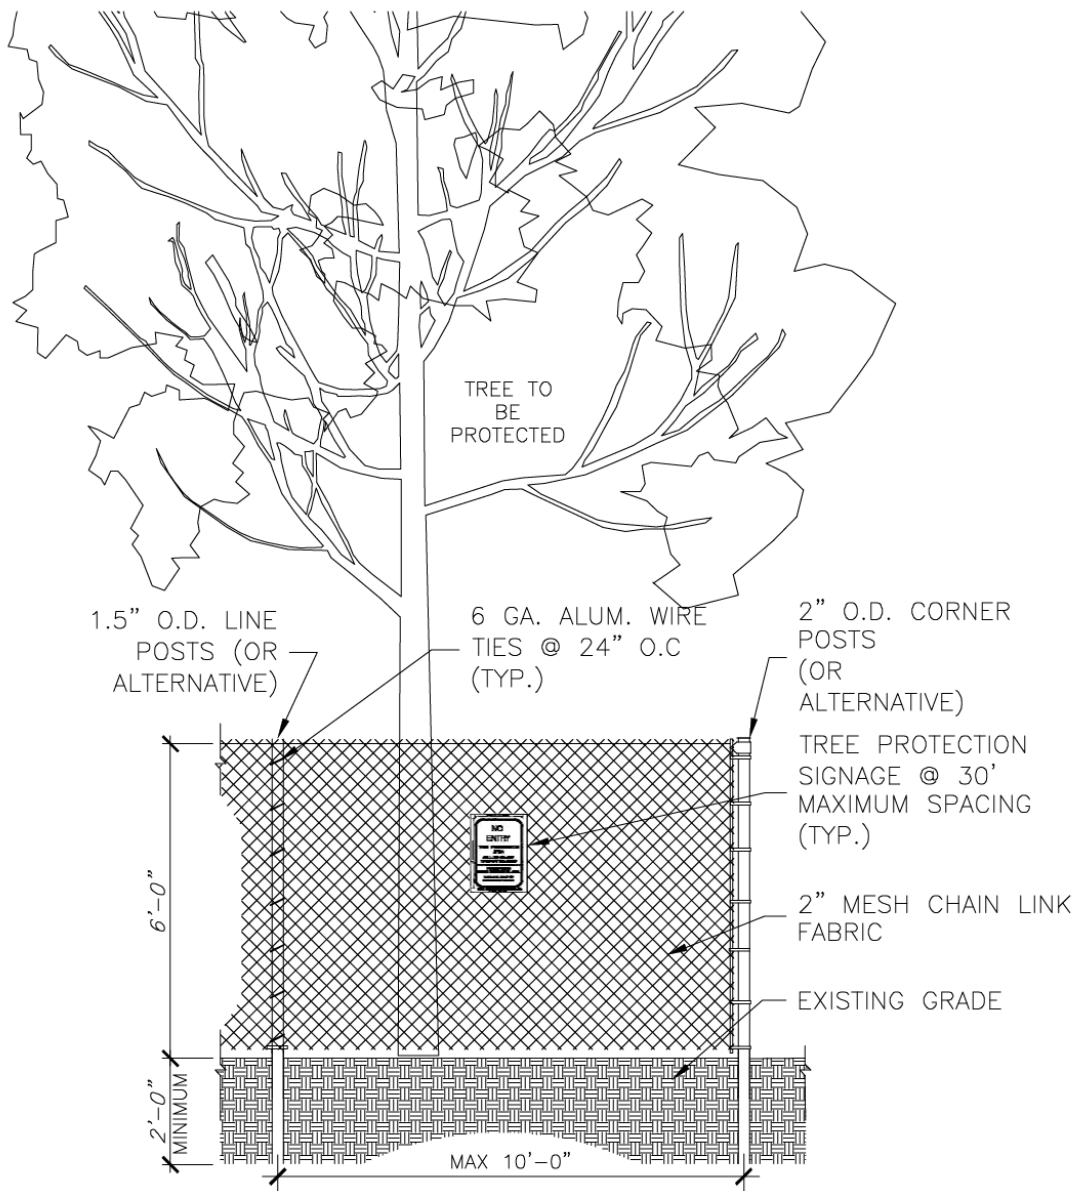 TREE TO
BE
PROTECTED
1.5” O.D. LINE
POSTS (OR
ALTERNATIVE)
6 GA. ALUM. WIRE
TIES @ 24” O.C
(TYP.)
2” O.D. CORNER
POSTS
(OR
ALTERNATIVE)
TREE PROTECTION
SIGNAGE @ 30’
MAXIMUM SPACING
(TYP.)
NO
ENTRY
2” MESH CHAIN LINK
FABRIC
EXISTING GRADE
6’-0”
2’-0”
MINIMUM
MAX 10’-0”